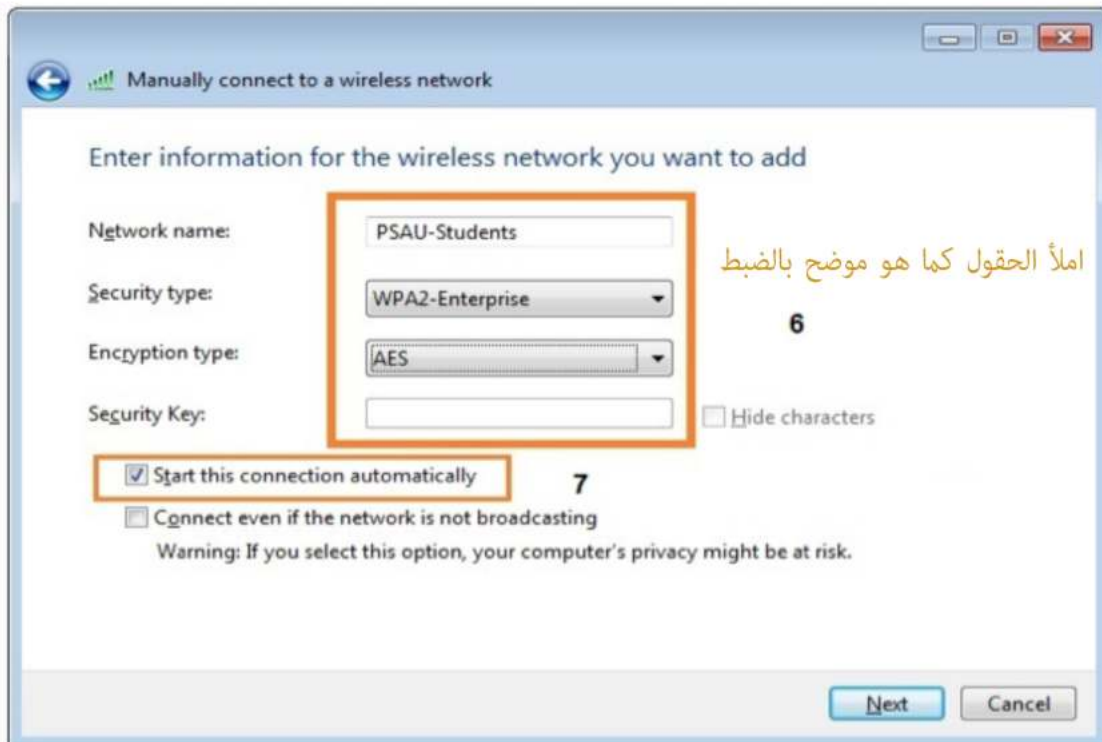 Manually connect to a wireless network
Enter information for the wireless network you want to add
Network name: PSAU-Students
املأ الحقول كما هو موضح بالضبط
Security type: WPA2-Enterprise
6
Encryption type: AES
Security Key: Hide characters
Start this connection automatically 7
Connect even if the network is not broadcasting
Warning: If you select this option, your computer's privacy might be at risk.
Next Cancel